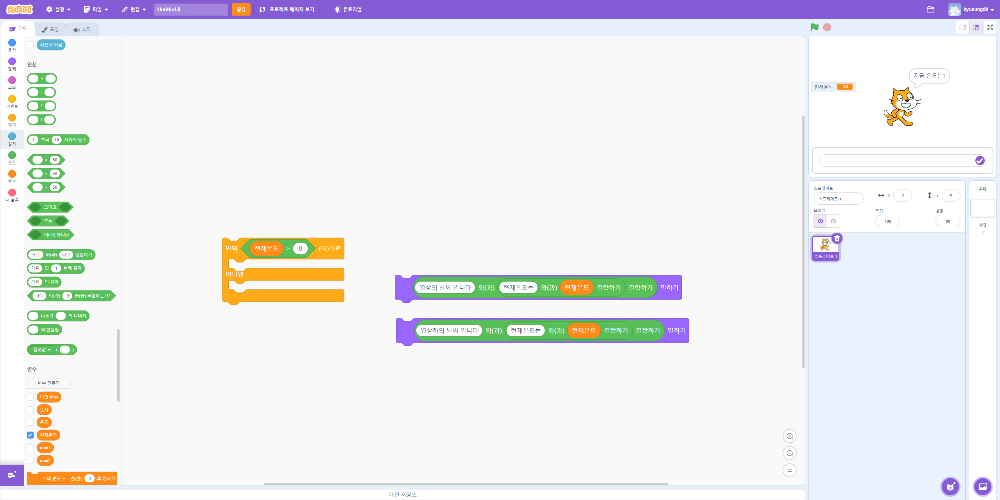 SCRATCH
설정
파일
편집
Untitled-8
공유
프로젝트 페이지 보기
튜토리얼
kyusung88
코드
모양
소리
동작
형태
소리
이벤트
제어
감지
연산
변수
내 블록
사용자 이름
연산
+
-
*
/
1 부터 10 사이의 난수
> 50
< 50
= 50
그리고
또는
이(가) 아니다
가위 와(과) 나무 결합하기
가위 의 1 번째 글자
가위 의 길이
가위 이(가) 가 을(를) 포함하는가?
나누기 의 나머지
의 반올림
절댓값 ( )
변수
변수 만들기
나의 변수
숫자
온도
현재온도
num1
num2
나의 변수 을(를) 0 로 정하기
만약 현재온도 > 0 (이)라면
아니면
영상의 날씨 입니다 와(과) 현재온도는 와(과) 현재온도 결합하기 결합하기 말하기
영상하의 날씨 입니다 와(과) 현재온도는 와(과) 현재온도 결합하기 결합하기 말하기
개인 저장소
지금 온도는?
현재온도 -30
스프라이트
스프라이트 1
x 0
y 0
보이기
크기
100
방향
90
스프라이트 1
무대
배경
1